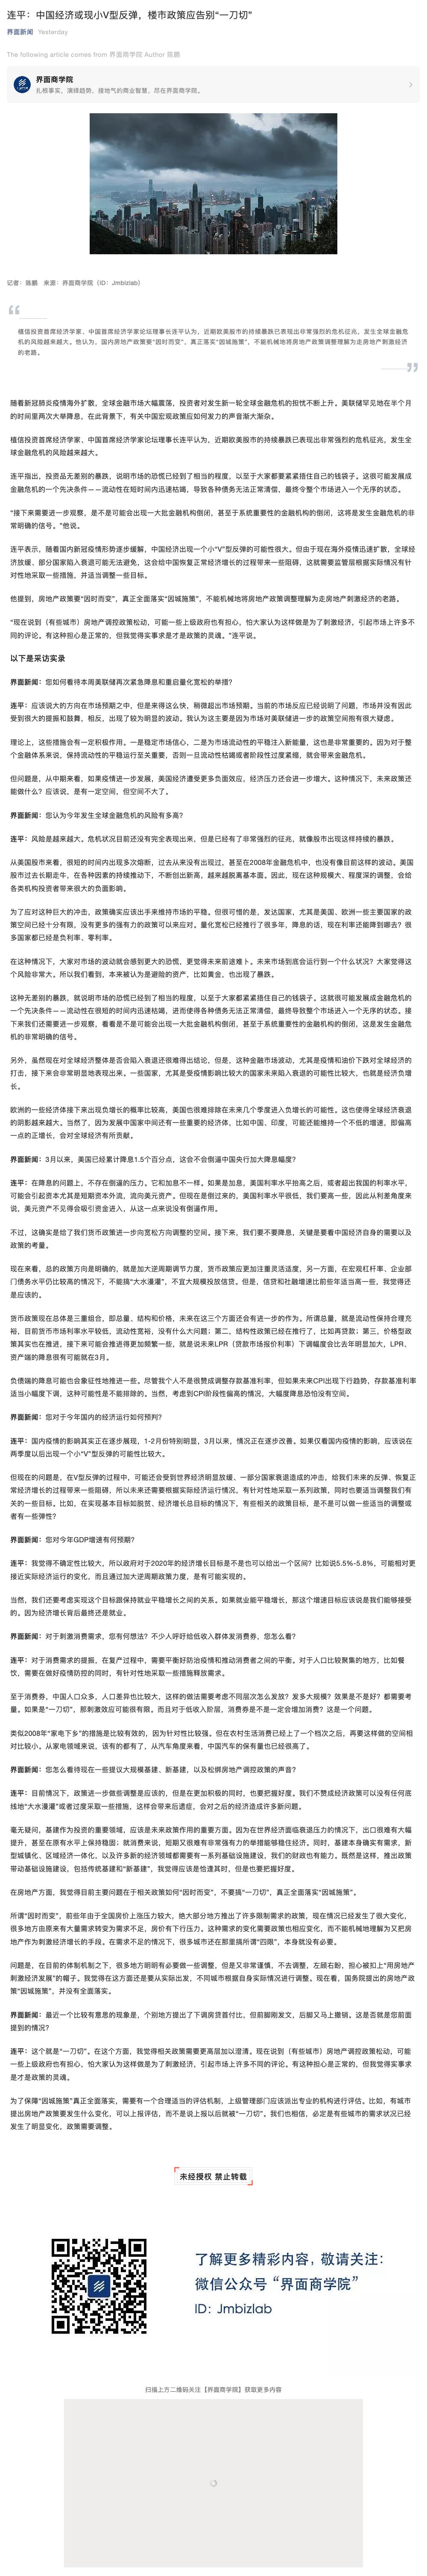 连平：中国经济或现小V型反弹，楼市政策应告别“一刀切”
界面新闻 Yesterday
The following article comes from 界面商学院 Author 陈鹏
界面商学院
扎根事实，演绎趋势，接地气的商业智慧，尽在界面商学院。
记者：陈鹏 来源：界面商学院（ID：Jmbizlab）
植信投资首席经济学家、中国首席经济学家论坛理事长连平认为，近期欧美股市的持续暴跌已表现出非常强烈的危机征兆，发生全球金融危
机的风险越来越大。他认为，国内房地产政策要“因时而变”，真正落实“因城施策”，不能机械地将房地产政策调整理解为走房地产刺激经济
的老路。
随着新冠肺炎疫情海外扩散，全球金融市场大幅震荡，投资者对发生新一轮全球金融危机的担忧不断上升。美联储罕见地在半个月
的时间里两次大举降息，在此背景下，有关中国宏观政策应如何发力的声音渐大渐杂。
植信投资首席经济学家、中国首席经济学家论坛理事长连平认为，近期欧美股市的持续暴跌已表现出非常强烈的危机征兆，发生全
球金融危机的风险越来越大。
连平指出，投资品无差别的暴跌，说明市场的恐慌已经到了相当的程度，以至于大家都要紧紧捂住自己的钱袋子。这很可能发展成
金融危机的一个先决条件——流动性在短时间内迅速枯竭，导致各种债务无法正常清偿，最终令整个市场进入一个无序的状态。
“接下来需要进一步观察，是不是可能会出现一大批金融机构倒闭，甚至于系统重要性的金融机构的倒闭，这将是发生金融危机的非
常明确的信号。”他说。
连平表示，随着国内新冠疫情形势逐步缓解，中国经济出现一个小“V”型反弹的可能性很大。但由于现在海外疫情迅速扩散，全球经
济放缓、部分国家陷入衰退可能无法避免，这会给中国恢复正常经济增长的过程带来一些阻碍，这就需要监管层根据实际情况有针
对性地采取一些措施，并适当调整一些目标。
他提到，房地产政策要“因时而变”，真正全面落实“因城施策”，不能机械地将房地产政策调整理解为走房地产刺激经济的老路。
“现在说到（有些城市）房地产调控政策松动，可能一些上级政府也有担心，怕大家认为这样做是为了刺激经济，引起市场上许多不
同的评论。有这种担心是正常的，但我觉得实事求是才是政策的灵魂。”连平说。
以下是采访实录
界面新闻：您如何看待本周美联储再次紧急降息和重启量化宽松的举措？
连平：应该说大的方向在市场预期之中，但是来得这么快，稍微超出市场预期。当前的市场反应已经说明了问题，市场并没有因此
受到很大的提振和鼓舞，相反，出现了较为明显的波动。我认为这主要是因为市场对美联储进一步的政策空间抱有很大疑虑。
理论上，这些措施会有一定积极作用。一是稳定市场信心，二是为市场流动性的平稳注入新能量，这也是非常重要的。因为对于整
个金融体系来说，保持流动性的平稳运行至关重要，否则一旦流动性枯竭或者阶段性过度紧绷，就会带来金融危机。
但问题是，从中期来看，如果疫情进一步发展，美国经济遭受更多负面效应，经济压力还会进一步增大。这种情况下，未来政策还
能做什么？应该说，是有一定空间，但空间不大了。
界面新闻：您认为今年发生全球金融危机的风险有多高？
连平：风险是越来越大。危机状况目前还没有完全表现出来，但是已经有了非常强烈的征兆，就像股市出现这样持续的暴跌。
从美国股市来看，很短的时间内出现多次熔断，过去从来没有出现过，甚至在2008年金融危机中，也没有像目前这样的波动。美国
股市过去长期走牛，在各种因素的持续推动下，不断创出新高，越来越脱离基本面。因此，现在这种规模大、程度深的调整，会给
各类机构投资者带来很大的负面影响。
为了应对这种巨大的冲击，政策确实应该出手来维持市场的平稳。但很可惜的是，发达国家，尤其是美国、欧洲一些主要国家的政
策空间已经十分有限，没有更多的强有力的政策可以来应对。量化宽松已经推行了很多年，降息的话，现在利率还能降到哪去？很
多国家都已经是负利率、零利率。
在这种情况下，大家对市场的波动就会感到更大的恐慌，更觉得未来前途难卜。未来市场到底会运行到一个什么状况？大家觉得这
个风险非常大。所以我们看到，本来被认为是避险的资产，比如黄金，也出现了暴跌。
这种无差别的暴跌，就说明市场的恐慌已经到了相当的程度，以至于大家都要紧紧捂住自己的钱袋子。这就很可能发展成金融危机
的一个先决条件——流动性在很短的时间内迅速枯竭，进而使得各种债务无法正常清偿，最终导致整个市场进入一个无序的状态。接
下来我们还需要进一步观察，看看是不是可能会出现一大批金融机构倒闭，甚至于系统重要性的金融机构的倒闭，这是发生金融危
机的非常明确的信号。
另外，虽然现在对全球经济整体是否会陷入衰退还很难得出结论，但是，这种金融市场波动，尤其是疫情和油价下跌对全球经济的
打击，接下来会非常明显地表现出来。一些国家，尤其是受疫情影响比较大的国家未来陷入衰退的可能性比较大，也就是经济负增
长。
欧洲的一些经济体接下来出现负增长的概率比较高，美国也很难排除在未来几个季度进入负增长的可能性。这也使得全球经济衰退
的阴影越来越大。当然了，因为发展中国家中间还有一些重要的经济体，比如中国、印度，可能还能维持一个不低的增速，即偏高
一点的正增长，会对全球经济有所贡献。
界面新闻：3月以来，美国已经累计降息1.5个百分点，这会不会倒逼中国央行加大降息幅度？
连平：在降息的问题上，不存在倒逼的压力。它和加息不一样。如果是加息，美国利率水平抬高之后，或者超出我国的利率水平，
可能会引起资本尤其是短期资本外流，流向美元资产。但现在是倒过来的，美国利率水平很低，我们要高一些，因此从利差角度来
说，美元资产不见得会吸引资金进入，从这一点来说没有倒逼作用。
不过，这确实是给了我们货币政策进一步向宽松方向调整的空间。接下来，我们要不要降息，关键是要看中国经济自身的需要以及
政策的考量。
现在来看，总的政策方向是明确的，就是加大逆周期调节力度，货币政策应更加注重灵活适度，另一方面，在宏观杠杆率、企业部
门债务水平仍比较高的情况下，不能搞“大水漫灌”，不宜大规模投放信贷。但是，信贷和社融增速比前些年适当高一些，我觉得还
是应该的。
货币政策现在总体是三重组合，即总量、结构和价格，未来在这三个方面还会有进一步的作为。所谓总量，就是流动性保持合理充
裕，目前货币市场利率水平较低，流动性宽裕，没有什么大问题；第二，结构性政策已经在推行了，比如再贷款；第三，价格型政
策其实也在推进，接下来可能会推进得更加频繁一些，就是说未来LPR（贷款市场报价利率）下调幅度会比去年明显加大，LPR、
资产端的降息很有可能就在3月。
负债端的降息可能也会象征性地推进一些。尽管我个人不是很赞成调整存款基准利率，但如果未来CPI出现下行趋势，存款基准利率
适当小幅度下调，这种可能性是不能排除的。当然，考虑到CPI阶段性偏高的情况，大幅度降息恐怕没有空间。
界面新闻：您对于今年国内的经济运行如何预判？
连平：国内疫情的影响其实正在逐步展现，1-2月份特别明显，3月以来，情况正在逐步改善。如果仅看国内疫情的影响，应该说在
两季度以后出现一个小“V”型反弹的可能性比较大。
但现在的问题是，在V型反弹的过程中，可能还会受到世界经济明显放缓、一部分国家衰退造成的冲击，给我们未来的反弹、恢复正
常经济增长的过程带来一些阻碍，所以未来还需要根据实际经济运行情况，有针对性地采取一系列政策，同时也要适当调整我们有
关的一些目标。比如，在实现基本目标如脱贫、经济增长总目标的情况下，有些相关的政策目标，是不是可以做一些适当的调整或
者有一些弹性？
界面新闻：您对今年GDP增速有何预期？
连平：我觉得不确定性比较大，所以政府对于2020年的经济增长目标是不是也可以给出一个区间？比如说5.5%-5.8%，可能相对更
接近实际经济运行的变化，而且通过加大逆周期政策力度，是有可能实现的。
当然，我们还要考虑实现这个目标跟保持就业平稳增长之间的关系。如果就业能平稳增长，那这个增速目标应该说是我们能够接受
的。因为经济增长背后最终还是就业。
界面新闻：对于刺激消费需求，您有何想法？不少人呼吁给低收入群体发消费券，您怎么看？
连平：对于消费需求的提振，在复产过程中，需要平衡好防治疫情和推动消费者之间的平衡。对于人口比较聚集的地方，比如餐
饮，需要在做好疫情防控的同时，有针对性地采取一些措施释放需求。
至于消费券，中国人口众多，人口差异也比较大，这样的做法需要考虑不同层次怎么发放？发多大规模？效果是不是好？都需要考
量。如果是“一刀切”，那刺激效应可能很有限。而且对于低收入阶层，消费券是不是一定会增加消费？这是一个问题。
类似2008年“家电下乡”的措施是比较有效的，因为针对性比较强。但在农村生活消费已经上了一个档次之后，再要这样做的空间相
对比较小。从家电领域来说，该有的都有了，从汽车角度来看，中国汽车的保有量也已经很高了。
界面新闻：您怎么看待现在一些提议大规模基建、新基建，以及松绑房地产调控政策的声音？
连平：目前情况下，政策进一步做些调整是应该的，但是在更加积极的同时，也要把握好度。我们不赞成经济政策可以没有任何底
线地“大水漫灌”或者过度采取一些措施，这样会带来后遗症，会对之后的经济造成许多新问题。
毫无疑问，基建作为投资的重要领域，应该是未来政策作用的重要方面。因为在世界经济面临衰退压力的情况下，出口很难有大幅
提升，甚至在原有水平上保持稳固；就消费来说，短期又很难有非常强有力的举措能够稳住经济。同时，基建本身确实有需求，新
型城镇化、区域经济一体化，以及许多新的经济领域都需要有一系列基础设施建设，我们的财政也有能力。既然是这样，推出政策
带动基础设施建设，包括传统基建和“新基建”，我觉得应该是恰逢其时，但是也要把握好度。
在房地产方面，我觉得目前主要问题在于相关政策如何“因时而变”，不要搞“一刀切”，真正全面落实“因城施策”。
所谓“因时而变”，前些年由于全国房价上涨压力较大，绝大部分地方推出了许多限制需求的政策，现在情况已经发生了很大变化，
很多地方由原来有大量需求转变为需求不足，房价有下行压力。这种需求的变化需要政策也相应变化，而不能机械地理解为又把房
地产作为刺激经济增长的手段。在需求不足的情况下，很多城市还在那里搞所谓“四限”，本身就没有必要。
问题是，在目前的体制机制之下，很多地方明明有必要做一些调整，但是又非常谨慎，不去调整，左顾右盼，担心被扣上“用房地产
刺激经济发展”的帽子。我觉得在这方面还是要从实际出发，不同城市根据自身实际情况进行调整。现在看，国务院提出的房地产政
策“因城施策”，并没有全面落实。
界面新闻：最近一个比较有意思的现象是，个别地方提出了下调房贷首付比，但前脚刚发文，后脚又马上撤销。这是否就是您前面
提到的情况？
连平：这个就是“一刀切”。在这个方面，我觉得相关政策需要更高层加以澄清。现在说到（有些城市）房地产调控政策松动，可能
一些上级政府也有担心，怕大家认为这样做是为了刺激经济，引起市场上许多不同的评论。有这种担心是正常的，但我觉得实事求
是才是政策的灵魂。
为了保障“因城施策”真正全面落实，需要有一个合理适当的评估机制，上级管理部门应该派出专业的机构进行评估。比如，有城市
提出房地产政策要发生什么变化，可以上报评估，而不是说上报以后就被“一刀切”。我们也相信，必定是有些城市的需求状况已经
发生了明显变化，政策需要调整。
未经授权 禁止转载
了解更多精彩内容，敬请关注：
微信公众号“界面商学院”
ID：Jmbizlab
扫描上方二维码关注【界面商学院】获取更多内容